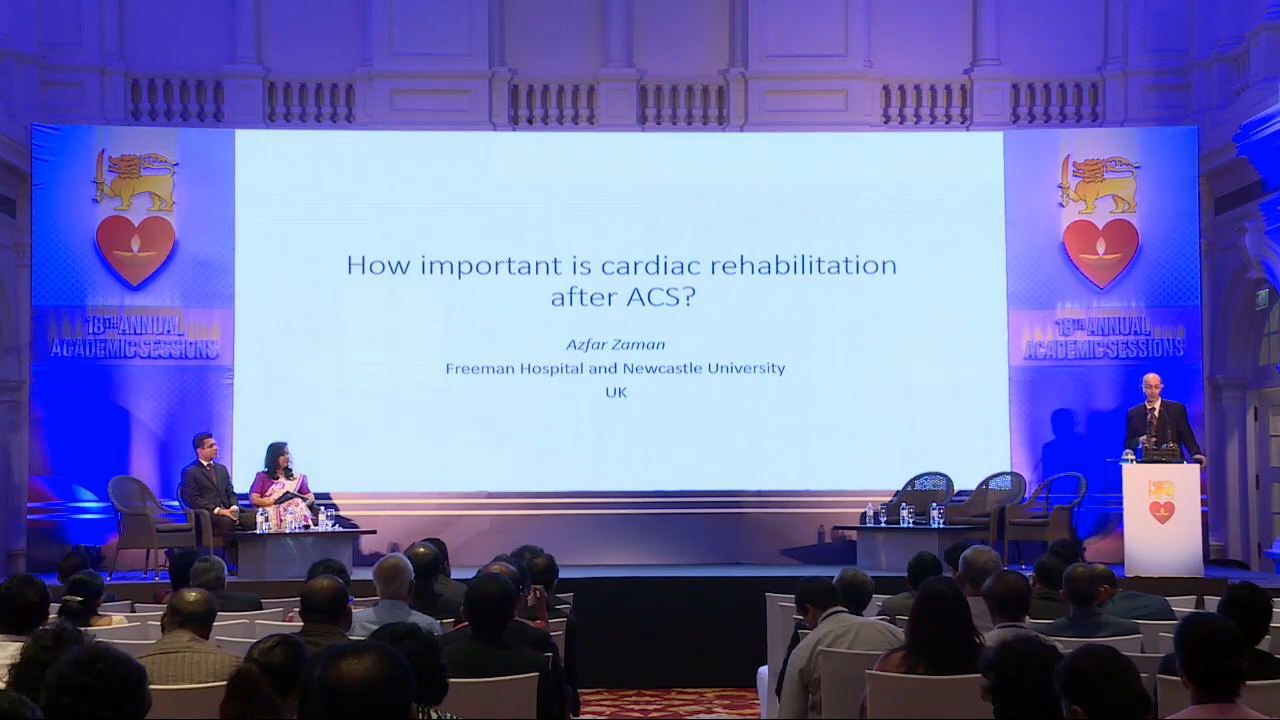 How important is cardiac rehabilitation
after ACS?
Azfar Zaman
Freeman Hospital and Newcastle University
UK
18TH ANNUAL
ACADEMIC SESSIONS
18TH ANNUAL
ACADEMIC SESSIONS